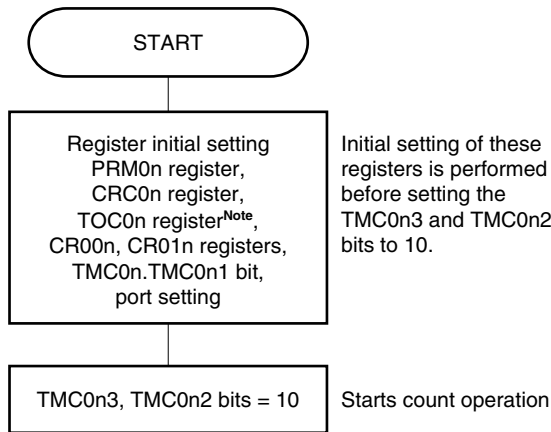 START
Register initial setting
PRM0n register,
CRC0n register,
TOC0n registerNote,
CR00n, CR01n registers,
TMC0n.TMC0n1 bit,
port setting
Initial setting of these
registers is performed
before setting the
TMC0n3 and TMC0n2
bits to 10.
TMC0n3, TMC0n2 bits = 10
Starts count operation